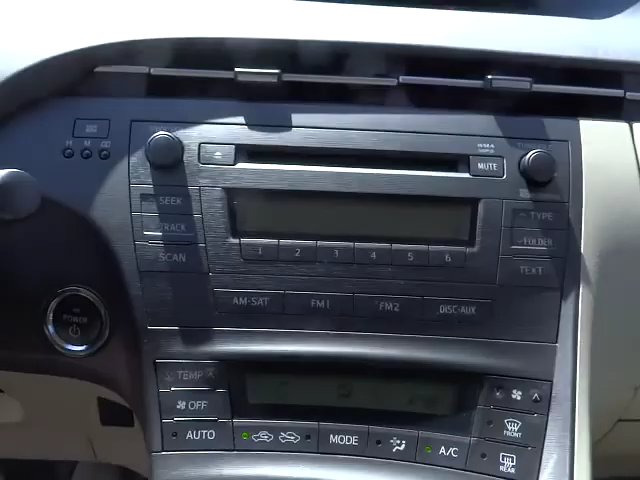 H M
MUTE
SEEK
TYPE
TRACK
FOLDER
1 2 3 4 5 6
SCAN
TEXT
AM-SAT FM1 FM2 DISC-AUX
POWER
TEMP
OFF
FRONT
AUTO MODE A/C
REAR